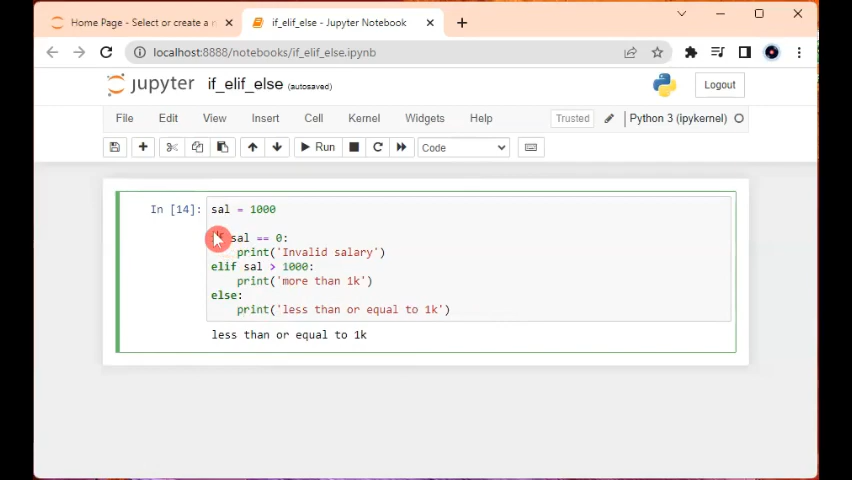 Home Page - Select or create a n
if_elif_else - Jupyter Notebook
localhost:8888/notebooks/if_elif_else.ipynb
jupyter if_elif_else (autosaved)
Logout
File Edit View Insert Cell Kernel Widgets Help
Trusted
Python 3 (ipykernel)
Run
Code
In [14]: sal = 1000
sal == 0:
print('Invalid salary')
elif sal > 1000:
print('more than 1k')
else:
print('less than or equal to 1k')
less than or equal to 1k